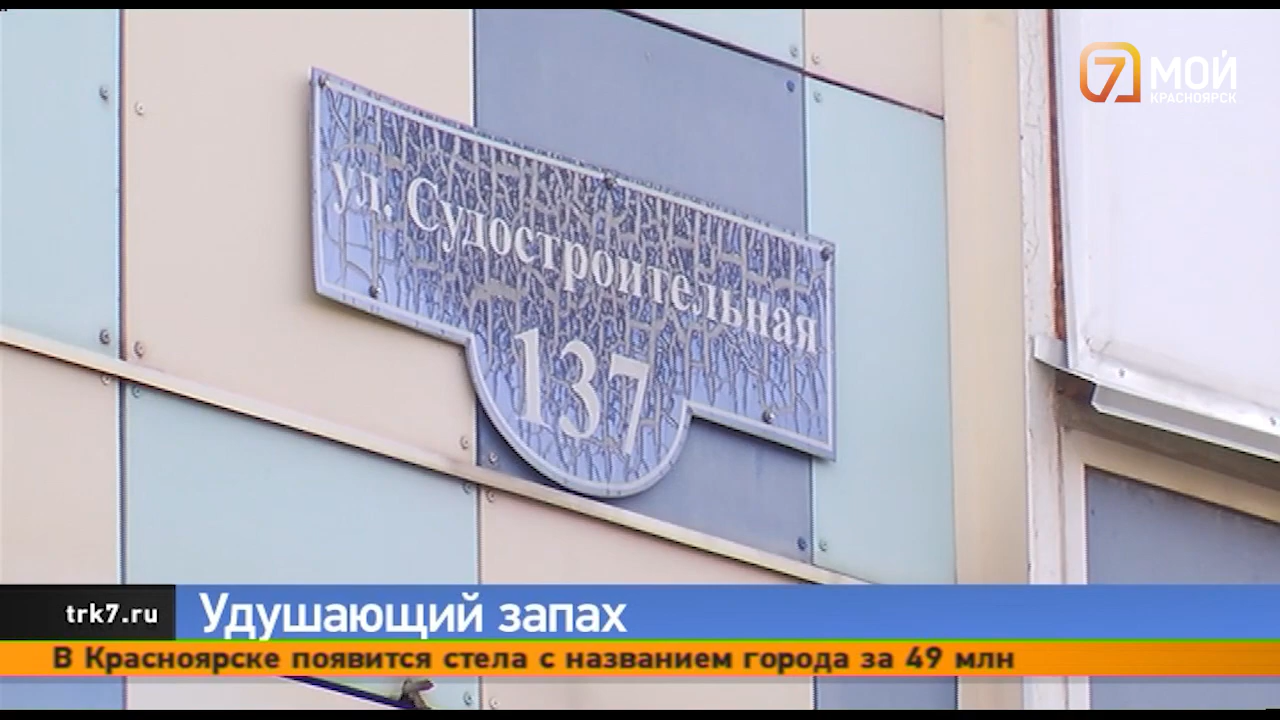 7 МОЙ
КРАСНОЯРСК
ул. Судостроительная
137
trk7.ru
Удушающий запах
В Красноярске появится стела с названием города за 49 млн